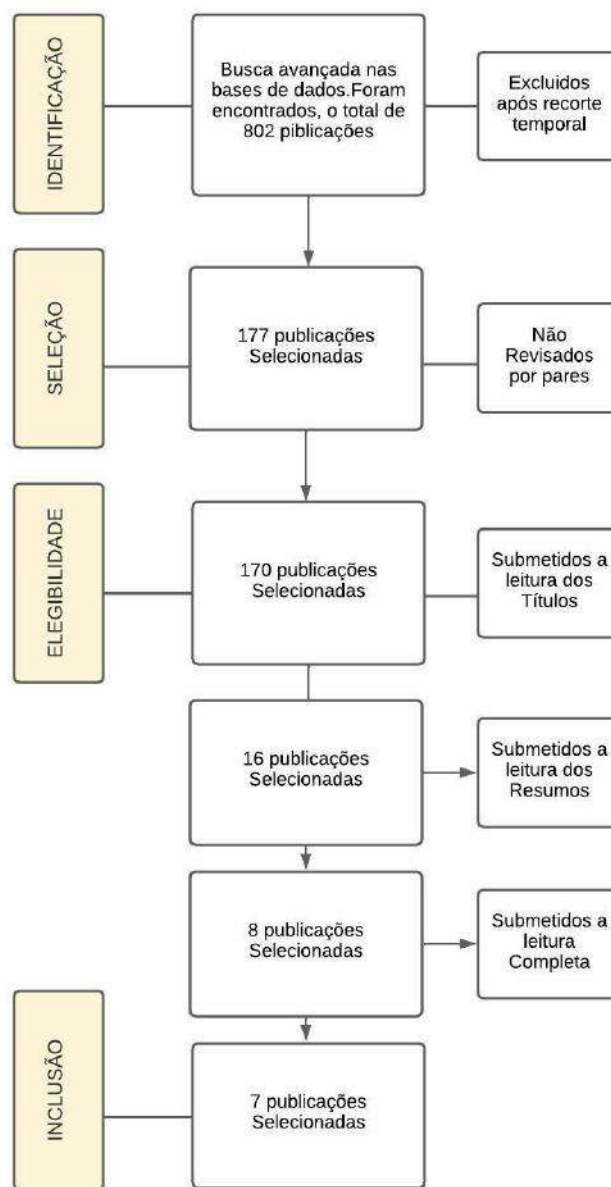 IDENTIFICAÇÃO
Busca avançada nas
bases de dados.Foram
encontrados, o total de
802 piblicações
Excluidos
após recorte
temporal
SELEÇÃO
177 publicações
Selecionadas
Não
Revisados
por pares
ELEGIBILIDADE
170 publicações
Selecionadas
Submetidos a
leitura dos
Títulos
16 publicações
Selecionadas
Submetidos a
leitura dos
Resumos
8 publicações
Selecionadas
Submetidos a
leitura
Completa
INCLUSÃO
7 publicações
Selecionadas